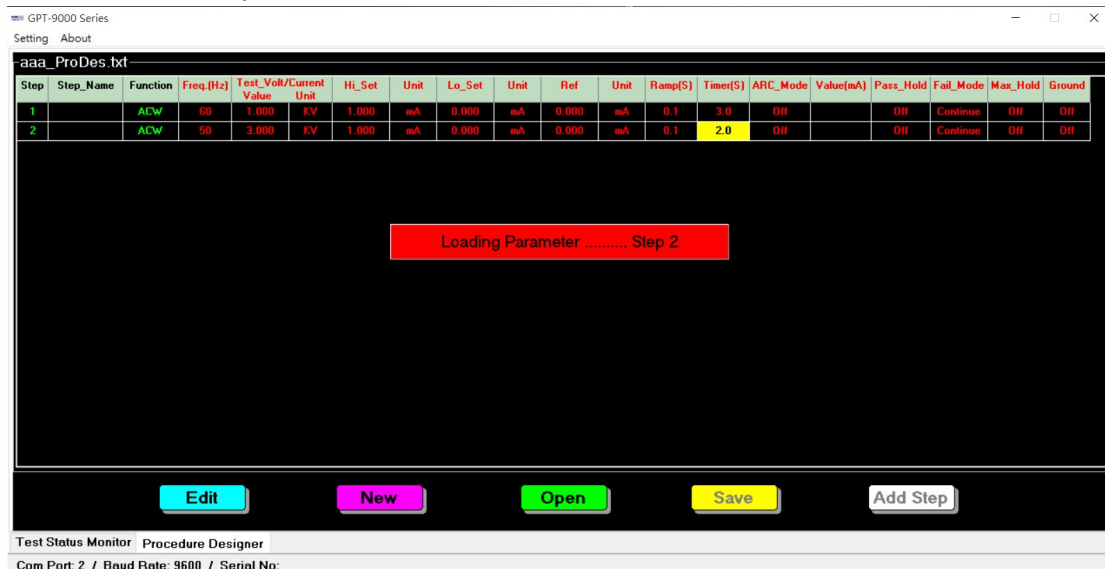 GPT-9000 Series
Setting About
aaa_ProDes.txt
Step Step_Name Function Freq.(Hz) Test_Volt/Current Value Unit Hi_Set Unit Lo_Set Unit Ref Unit Ramp(S) Timer(S) ARC_Mode Value(mA) Pass_Hold Fail_Mode Max_Hold Ground
1 ACW 60 1.000 KV 1.000 mA 0.000 mA 0.000 mA 0.1 3.0 Off Off Continue Off Off
2 ACW 50 3.000 KV 1.000 mA 0.000 mA 0.000 mA 0.1 2.0 Off Off Continue Off Off
Loading Parameter .......... Step 2
Edit New Open Save Add Step
Test Status Monitor Procedure Designer
Com Port: 2 / Baud Rate: 9600 / Serial No: